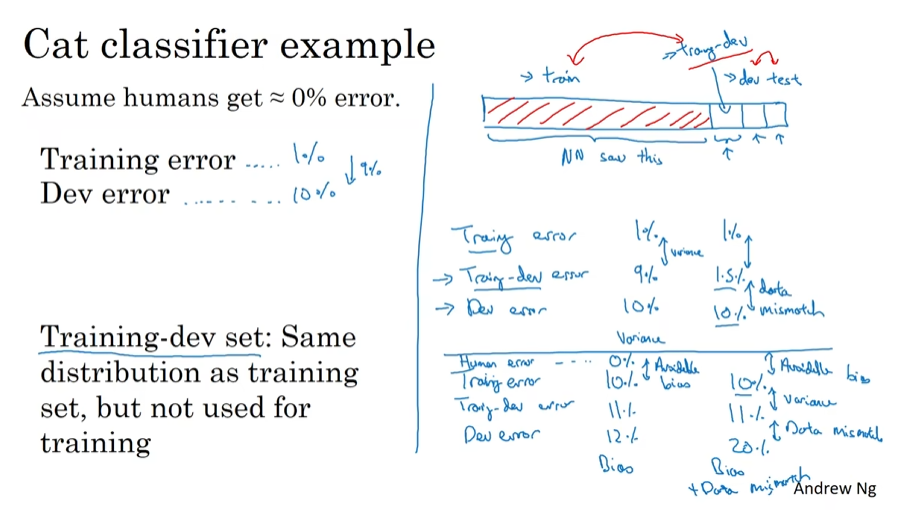 Cat classifier example
Assume humans get ≈ 0% error.
Training error ..... 1%
↓ 9%
Dev error ........ 10%
Training-dev set: Same
distribution as training
set, but not used for
training
→ train
→ trang-dev
→ dev test
NN saw this
Traing error 1% 1%
↕ variance
→ Traing-dev error 9% 1.5%
↕ data
mismatch
→ Dev error 10% 10%
Variance
Human error .... 0%
↕ Avoidable
bias
↕ Avoidable bias
Traing error 10% 10%
↕ variance
Traing-dev error 11% 11%
↕ Data mismatch
Dev error 12% 20%
Bias Bias
+ Data mismatch
Andrew Ng